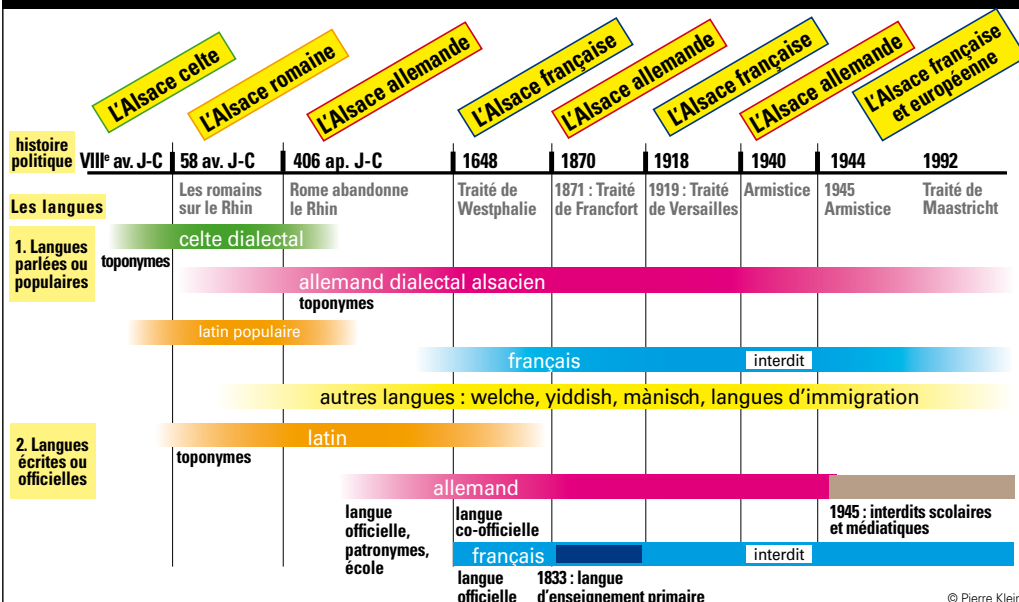 L'Alsace celte
L'Alsace romaine
L'Alsace allemande
L'Alsace française
L'Alsace allemande
L'Alsace française
L'Alsace allemande
L'Alsace française
et européenne
histoire
politique
VIIIe av. J-C
58 av. J-C
406 ap. J-C
1648
1870
1918
1940
1944
1992
Les langues
Les romains
sur le Rhin
Rome abandonne
le Rhin
Traité de
Westphalie
1871 : Traité
de Francfort
1919 : Traité
de Versailles
Armistice
1945
Armistice
Traité de
Maastricht
1. Langues
parlées ou
populaires
celte dialectal
toponymes
allemand dialectal alsacien
toponymes
latin populaire
français
interdit
autres langues : welche, yiddish, mànisch, langues d'immigration
2. Langues
écrites ou
officielles
latin
toponymes
allemand
langue
officielle,
patronymes,
école
langue
co-officielle
1945 : interdits scolaires
et médiatiques
français
interdit
langue
officielle
1833 : langue
d'enseignement primaire
© Pierre Klein